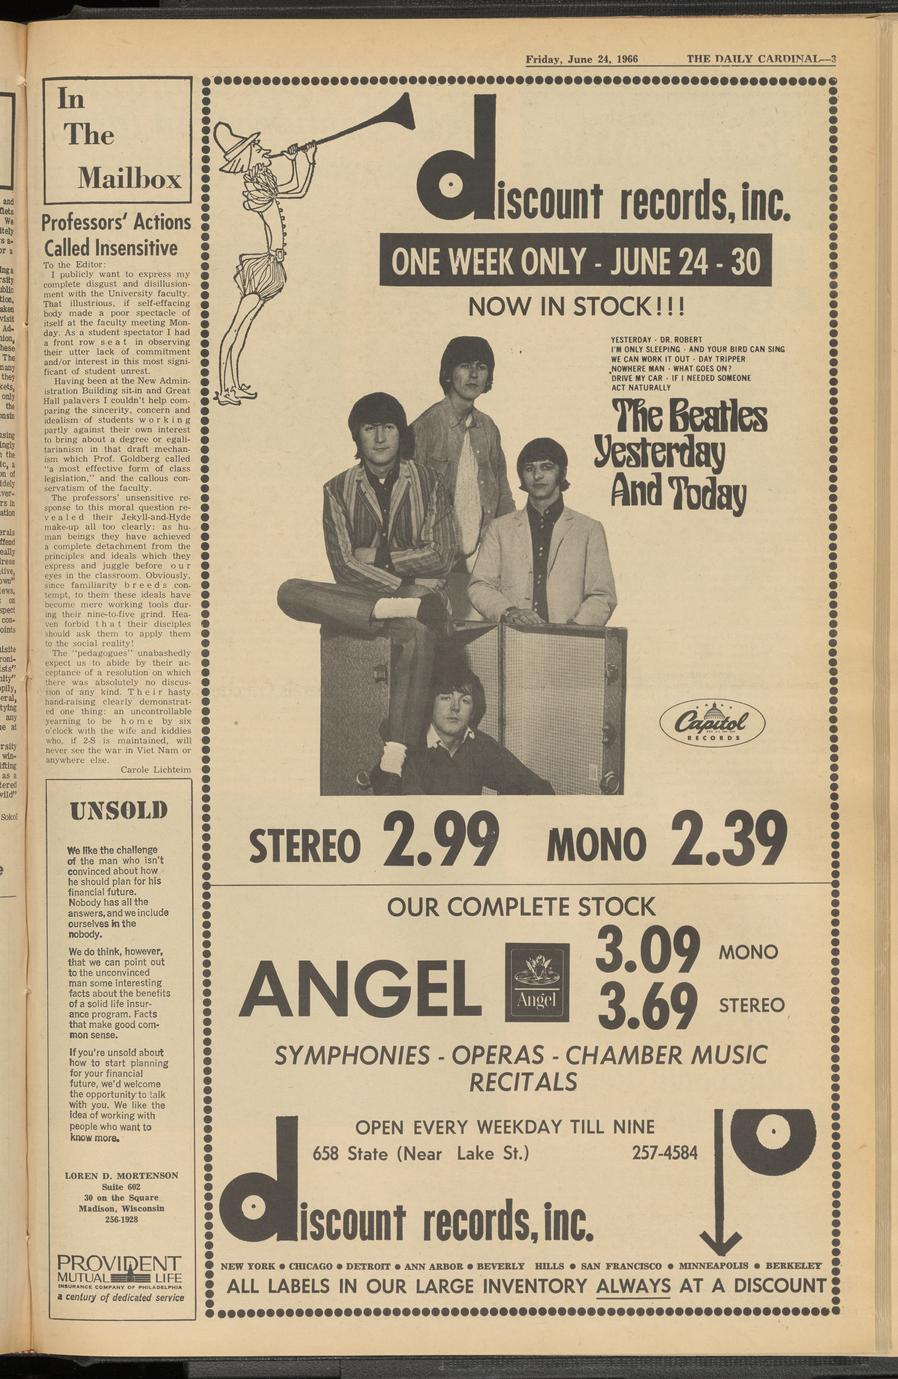 Friday, June 24, 1966 THE DAILY CARDINAL—3
In
The
Mailbox
Professors' Actions
Called Insensitive
To the Editor:
I publicly want to express my
complete disgust and disillusion-
ment with the University faculty.
That illustrious, if self-effacing
body made a poor spectacle of
itself at the faculty meeting Mon-
day. As a student spectator I had
a front row seat in observing
their utter lack of commitment
and/or interest in this most signi-
ficant of student unrest.
Having been at the New Admin-
istration Building sit-in and Great
Hall palavers I couldn't help com-
paring the sincerity, concern and
idealism of students working
partly against their own interest
to bring about a degree or egali-
tarianism in that draft mechan-
ism which Prof. Goldberg called
"a most effective form of class
legislation," and the callous con-
servatism of the faculty.
The professors' unsensitive re-
sponse to this moral question re-
vealed their Jekyll-and-Hyde
make-up all too clearly: as hu-
man beings they have achieved
a complete detachment from the
principles and ideals which they
express and juggle before our
eyes in the classroom. Obviously,
since familiarity breeds con-
tempt, to them these ideals have
become mere working tools dur-
ing their nine-to-five grind. Hea-
ven forbid that their disciples
should ask them to apply them
to the social reality!
The "pedagogues" unabashedly
expect us to abide by their ac-
ceptance of a resolution on which
there was absolutely no discus-
sion of any kind. Their hasty
hand-raising clearly demonstrat-
ed one thing: an uncontrollable
yearning to be home by six
o'clock with the wife and kiddies
who, if 2-S is maintained, will
never see the war in Viet Nam or
anywhere else.
Carole Lichteim
UNSOLD
We like the challenge
of the man who isn't
convinced about how
he should plan for his
financial future.
Nobody has all the
answers, and we include
ourselves in the
nobody.
We do think, however,
that we can point out
to the unconvinced
man some interesting
facts about the benefits
of a solid life insur-
ance program. Facts
that make good com-
mon sense.
If you're unsold about
how to start planning
for your financial
future, we'd welcome
the opportunity to talk
with you. We like the
idea of working with
people who want to
know more.
LOREN D. MORTENSON
Suite 602
30 on the Square
Madison, Wisconsin
256-1928
PROVIDENT
MUTUAL LIFE
INSURANCE COMPANY OF PHILADELPHIA
a century of dedicated service
discount records, inc.
ONE WEEK ONLY - JUNE 24 - 30
NOW IN STOCK!!!
YESTERDAY · DR. ROBERT
I'M ONLY SLEEPING · AND YOUR BIRD CAN SING
WE CAN WORK IT OUT · DAY TRIPPER
NOWHERE MAN · WHAT GOES ON?
DRIVE MY CAR · IF I NEEDED SOMEONE
ACT NATURALLY
The Beatles
Yesterday
And Today
Capitol
RECORDS
STEREO 2.99 MONO 2.39
OUR COMPLETE STOCK
ANGEL
Angel
3.09 MONO
3.69 STEREO
SYMPHONIES - OPERAS - CHAMBER MUSIC
RECITALS
OPEN EVERY WEEKDAY TILL NINE
658 State (Near Lake St.) 257-4584
discount records, inc.
NEW YORK ● CHICAGO ● DETROIT ● ANN ARBOR ● BEVERLY HILLS ● SAN FRANCISCO ● MINNEAPOLIS ● BERKELEY
ALL LABELS IN OUR LARGE INVENTORY ALWAYS AT A DISCOUNT